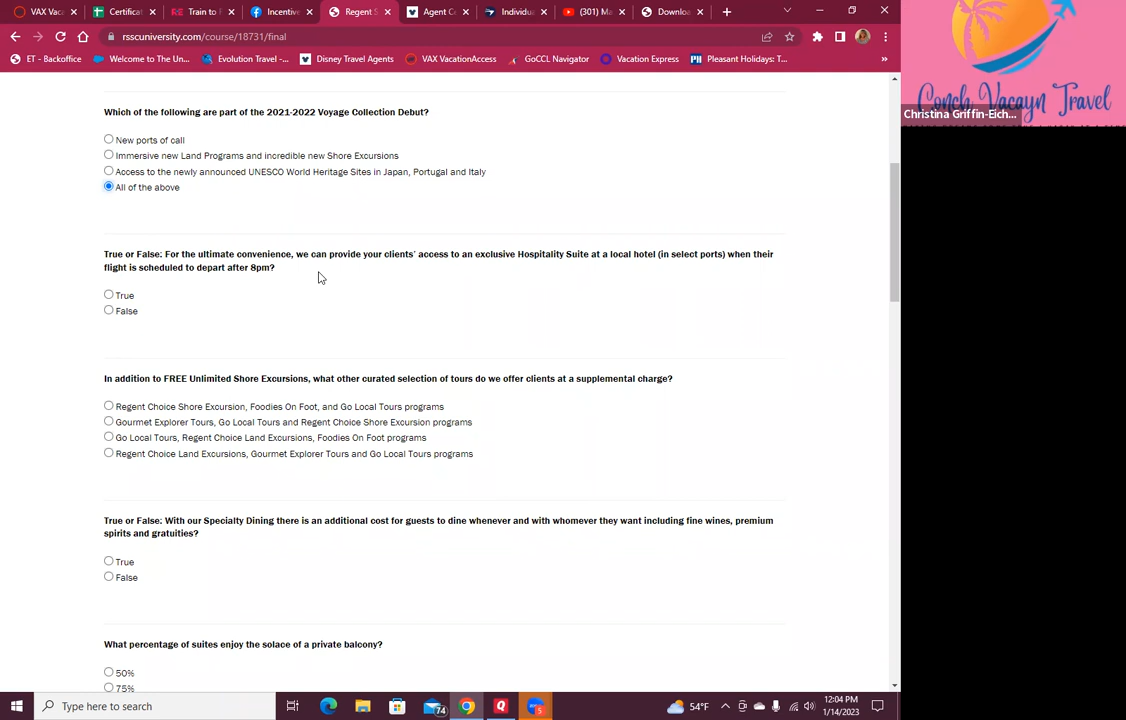 VAX Vac
Certificat
RE Train to F
Incentive
Regent S
Agent C
Individua
(301) Ma
Downloa
rsscuniversity.com/course/18731/final
ET - Backoffice
Welcome to The Un...
Evolution Travel -...
Disney Travel Agents
VAX VacationAccess
GoCCL Navigator
Vacation Express
Pleasant Holidays: T...
»
Conch Vacayn Travel
Christina Griffin-Eich...
Which of the following are part of the 2021-2022 Voyage Collection Debut?
New ports of call
Immersive new Land Programs and incredible new Shore Excursions
Access to the newly announced UNESCO World Heritage Sites in Japan, Portugal and Italy
All of the above
True or False: For the ultimate convenience, we can provide your clients' access to an exclusive Hospitality Suite at a local hotel (in select ports) when their
flight is scheduled to depart after 8pm?
True
False
In addition to FREE Unlimited Shore Excursions, what other curated selection of tours do we offer clients at a supplemental charge?
Regent Choice Shore Excursion, Foodies On Foot, and Go Local Tours programs
Gourmet Explorer Tours, Go Local Tours and Regent Choice Shore Excursion programs
Go Local Tours, Regent Choice Land Excursions, Foodies On Foot programs
Regent Choice Land Excursions, Gourmet Explorer Tours and Go Local Tours programs
True or False: With our Specialty Dining there is an additional cost for guests to dine whenever and with whomever they want including fine wines, premium
spirits and gratuities?
True
False
What percentage of suites enjoy the solace of a private balcony?
50%
75%
Type here to search
74
5
54°F
12:04 PM
1/14/2023